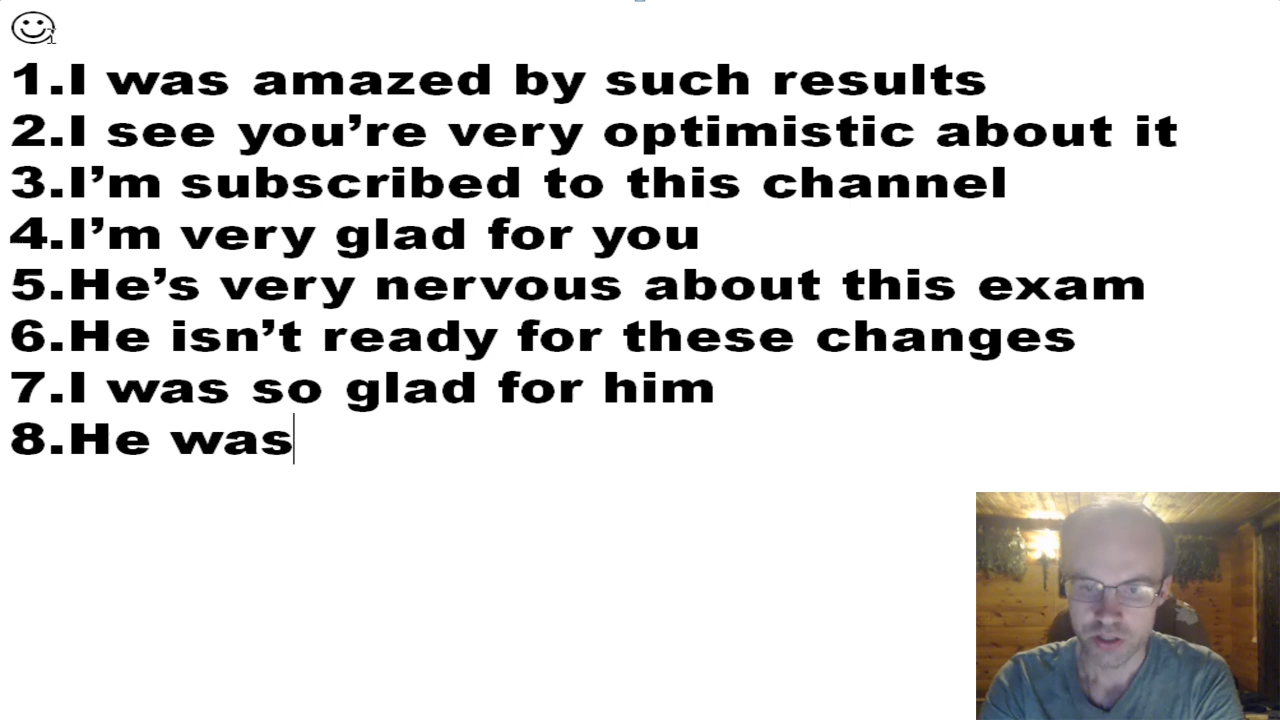 1.I was amazed by such results
2.I see you’re very optimistic about it
3.I’m subscribed to this channel
4.I’m very glad for you
5.He’s very nervous about this exam
6.He isn’t ready for these changes
7.I was so glad for him
8.He was